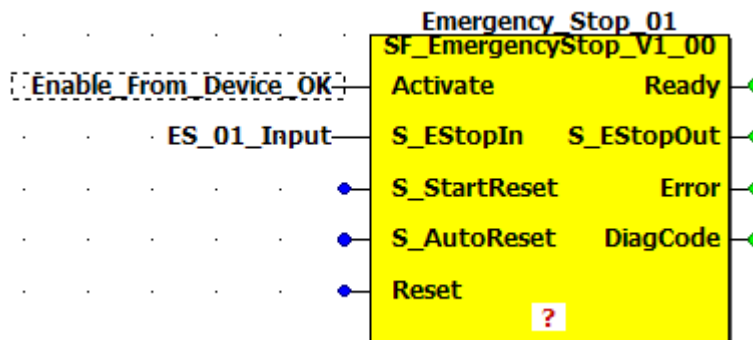 Emergency_Stop_01
SF_EmergencyStop_V1_00
Enable_From_Device_OK Activate Ready
ES_01_Input S_EStopIn S_EStopOut
S_StartReset Error
S_AutoReset DiagCode
Reset
?